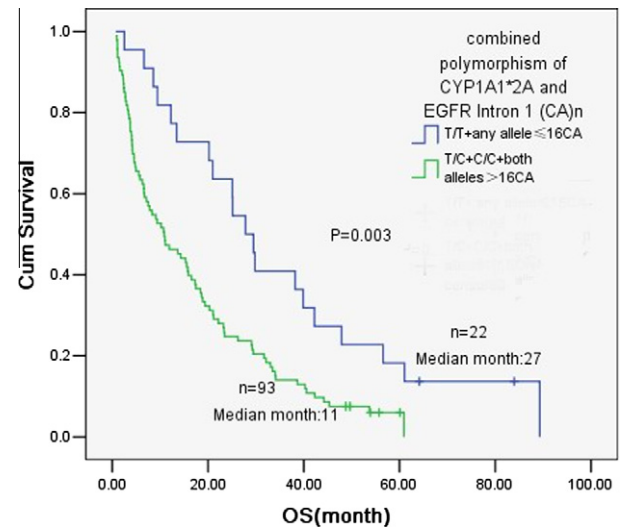 combined
polymorphism of
CYP1A1*2A and
EGFR Intron 1 (CA)n
T/T+any allele≤16CA
T/C+C/C+both
alleles>16CA
P=0.003
n=22
Median month:27
n=93
Median month:11
Cum Survival
1.0
0.8
0.6
0.4
0.2
0.0
0.00
20.00
40.00
60.00
80.00
100.00
OS(month)